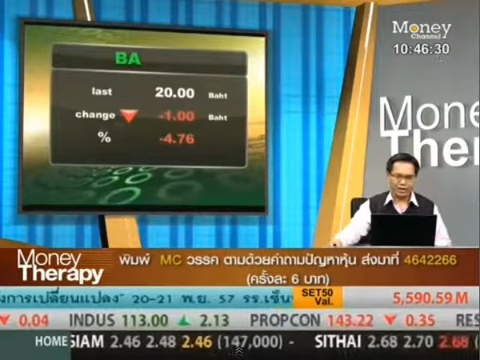 Money
Channel
10:46:30
BA
last 20.00 Baht
change -1.00 Baht
% -4.76
Money
Therapy
พิมพ์ MC วรรค ตามด้วยคำถามปัญหาหุ้น ส่งมาที่ 4642266
(ครั้งละ 6 บาท)
งการเปลี่ยนแปลง" 20-21 พ.ย. 57 รร.เซ็น
SET50
Val.
5,590.59 M
0.04 INDUS 113.00 2.13 PROPCON 143.22 0.35 RES
HOME SIAM 2.46 2.48 2.46 (147,000) - SITHAI 2.68 2.70 2.68